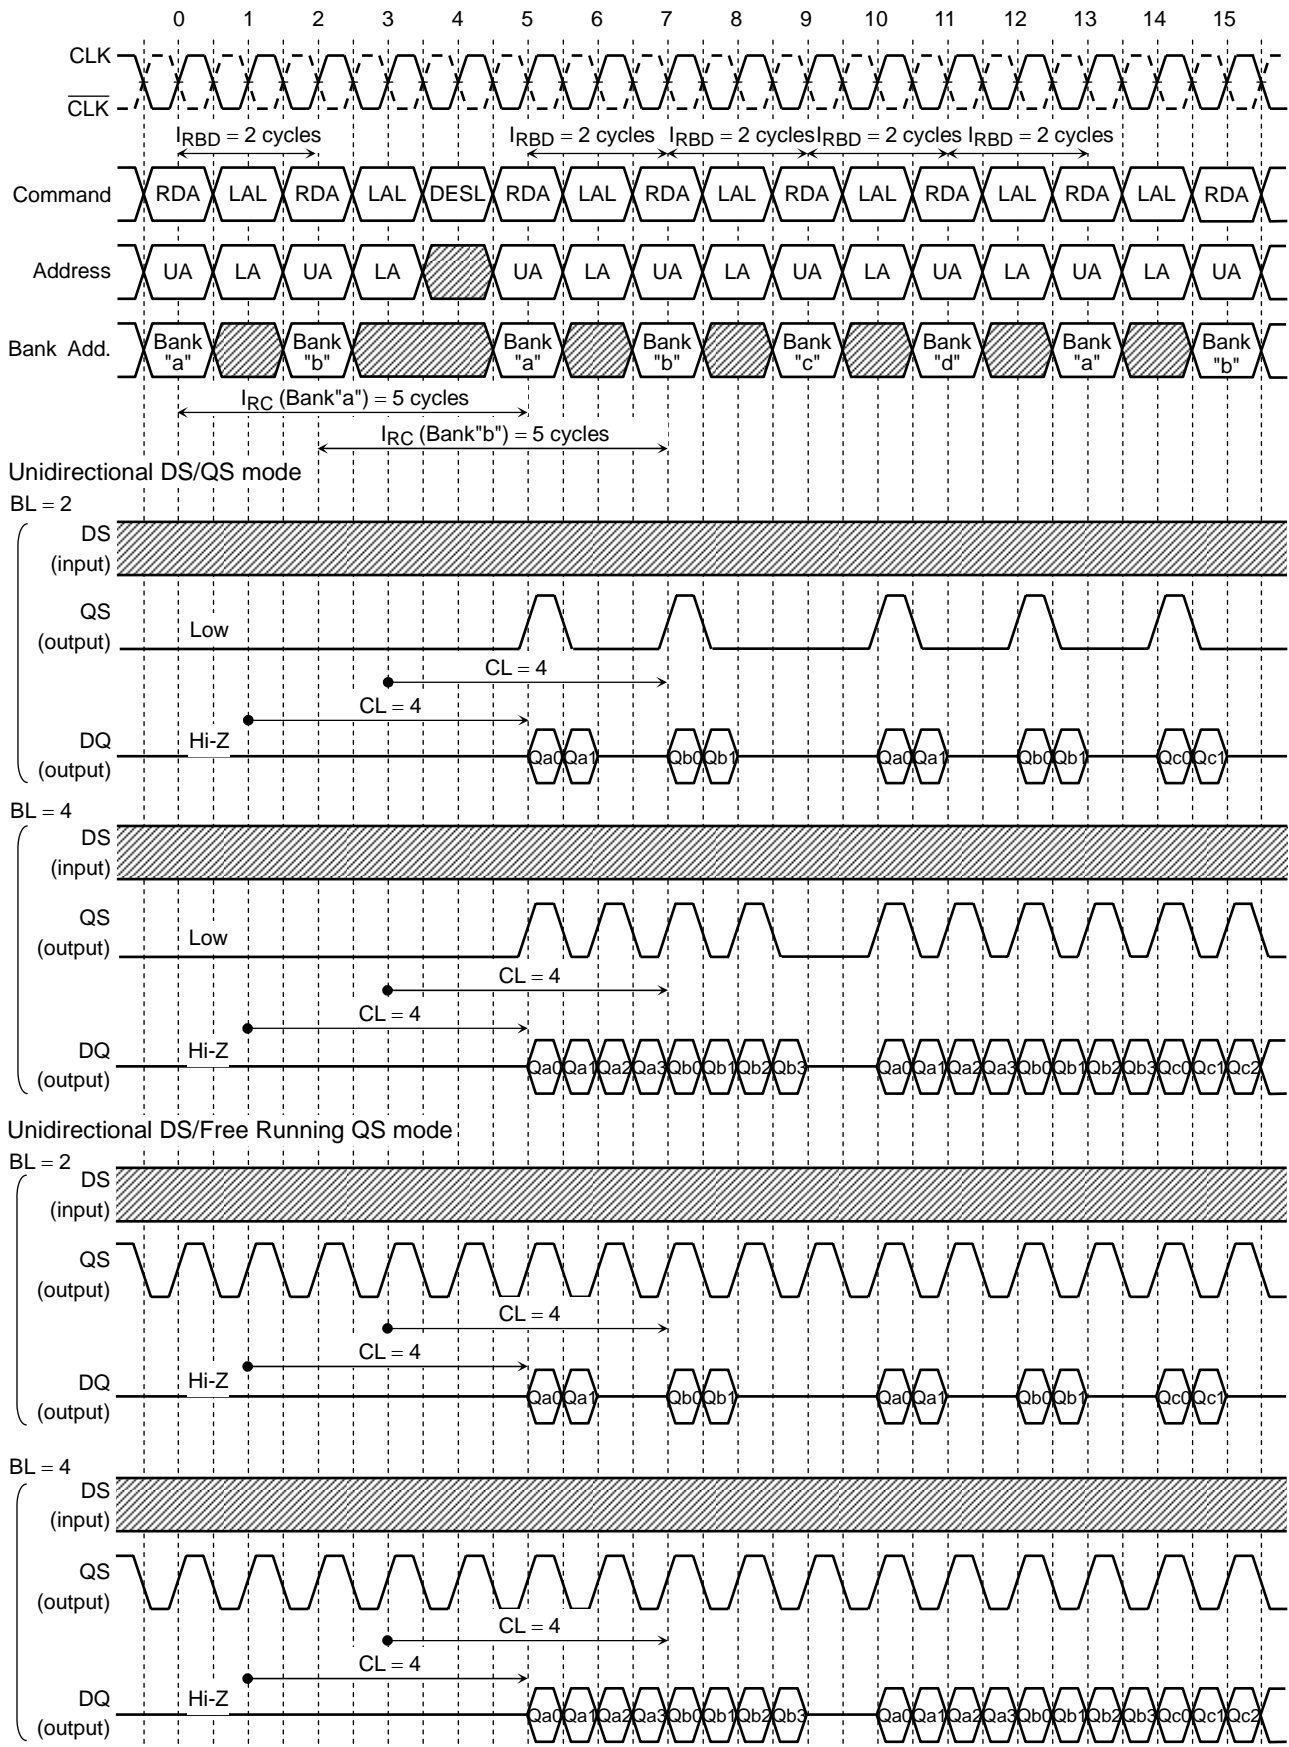 0 1 2 3 4 5 6 7 8 9 10 11 12 13 14 15
CLK
CLK
IRBD = 2 cycles IRBD = 2 cycles IRBD = 2 cycles IRBD = 2 cycles IRBD = 2 cycles
Command RDA LAL RDA LAL DESL RDA LAL RDA LAL RDA LAL RDA LAL RDA LAL RDA
Address UA LA UA LA UA LA UA LA UA LA UA LA UA LA UA
Bank Add. Bank "a" Bank "b" Bank "a" Bank "b" Bank "c" Bank "d" Bank "a" Bank "b"
IRC (Bank"a") = 5 cycles
IRC (Bank"b") = 5 cycles
Unidirectional DS/QS mode
BL = 2
DS
(input)
QS
(output) Low
CL = 4
CL = 4
DQ Hi-Z
(output) Qa0 Qa1 Qb0 Qb1 Qa0 Qa1 Qb0 Qb1 Qc0 Qc1
BL = 4
DS
(input)
QS
(output) Low
CL = 4
CL = 4
DQ Hi-Z
(output) Qa0 Qa1 Qa2 Qa3 Qb0 Qb1 Qb2 Qb3 Qa0 Qa1 Qa2 Qa3 Qb0 Qb1 Qb2 Qb3 Qc0 Qc1 Qc2
Unidirectional DS/Free Running QS mode
BL = 2
DS
(input)
QS
(output)
CL = 4
CL = 4
DQ Hi-Z
(output) Qa0 Qa1 Qb0 Qb1 Qa0 Qa1 Qb0 Qb1 Qc0 Qc1
BL = 4
DS
(input)
QS
(output)
CL = 4
CL = 4
DQ Hi-Z
(output) Qa0 Qa1 Qa2 Qa3 Qb0 Qb1 Qb2 Qb3 Qa0 Qa1 Qa2 Qa3 Qb0 Qb1 Qb2 Qb3 Qc0 Qc1 Qc2